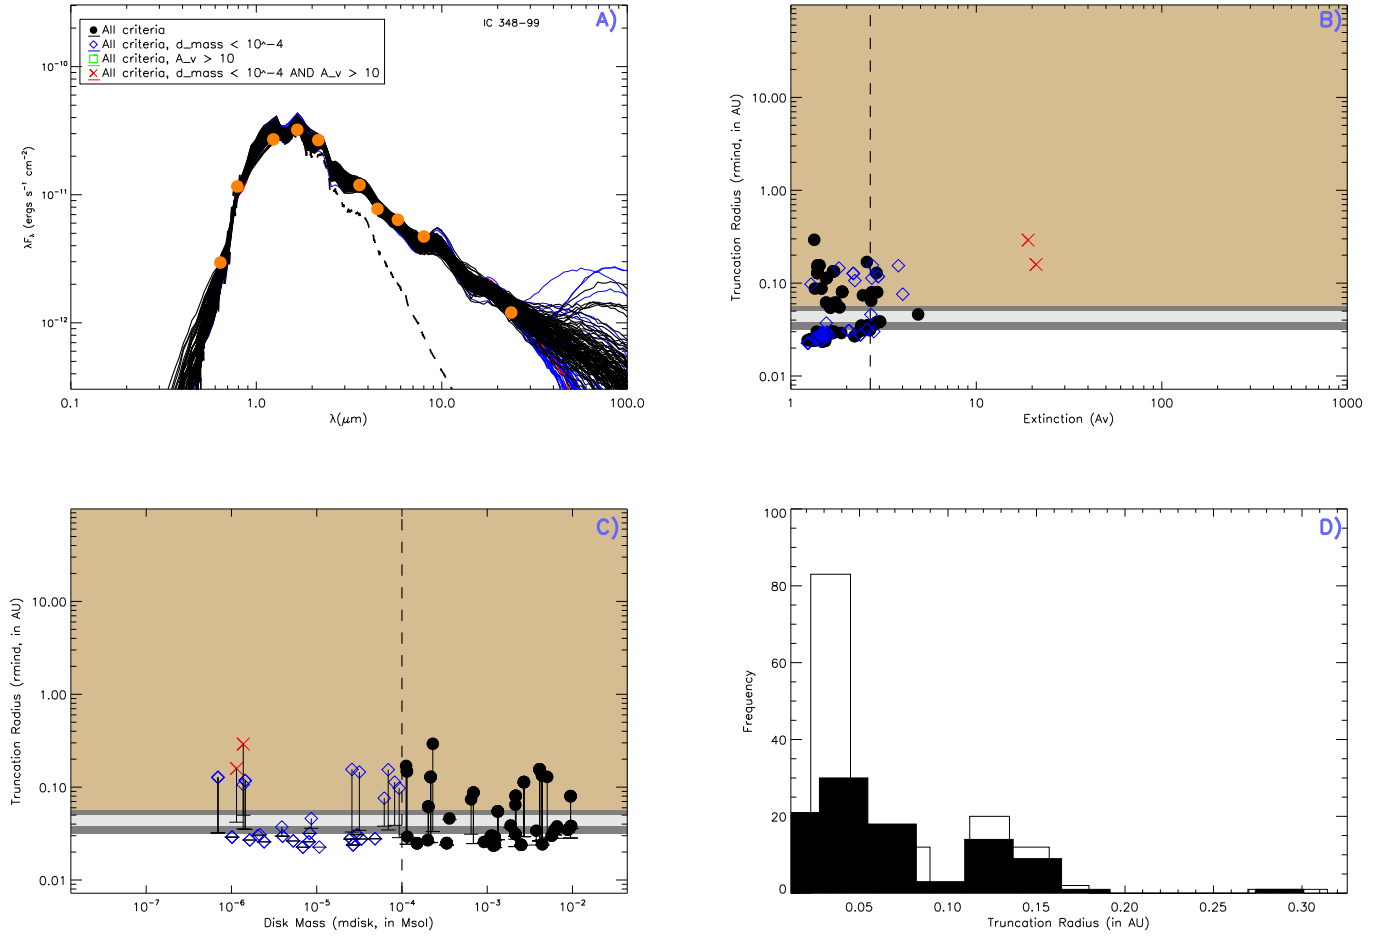 A)
IC 348-99
All criteria
All criteria, d_mass < 10^-4
All criteria, A_v > 10
All criteria, d_mass < 10^-4 AND A_v > 10
10⁻¹⁰
10⁻¹¹
10⁻¹²
λF_λ (ergs s⁻¹ cm⁻²)
0.1 1.0 10.0 100.0
λ(μm)
B)
10.00
1.00
0.10
0.01
Truncation Radius (rmind, in AU)
1 10 100 1000
Extinction (Av)
C)
10.00
1.00
0.10
0.01
Truncation Radius (rmind, in AU)
10⁻⁷ 10⁻⁶ 10⁻⁵ 10⁻⁴ 10⁻³ 10⁻²
Disk Mass (mdisk, in Msol)
D)
100
80
60
40
20
0
Frequency
0.05 0.10 0.15 0.20 0.25 0.30
Truncation Radius (in AU)